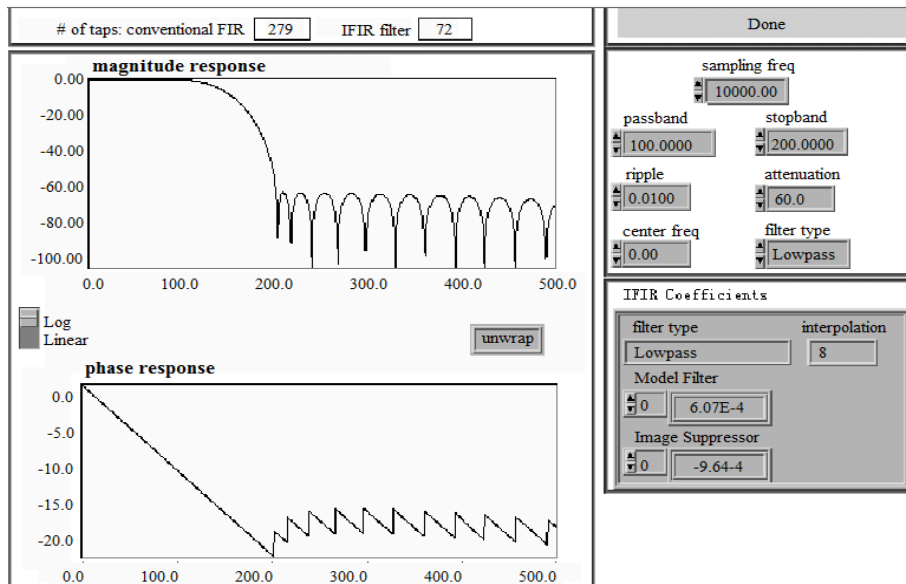 # of taps: conventional FIR 279 IFIR filter 72
Done
magnitude response
0.00
-20.00
-40.00
-60.00
-80.00
-100.00
0.0 100.0 200.0 300.0 400.0 500.0
Log
Linear
unwrap
phase response
0.0
-5.0
-10.0
-15.0
-20.0
0.0 100.0 200.0 300.0 400.0 500.0
sampling freq
10000.00
passband stopband
100.0000 200.0000
ripple attenuation
0.0100 60.0
center freq filter type
0.00 Lowpass
IFIR Coefficients
filter type interpolation
Lowpass 8
Model Filter
0 6.07E-4
Image Suppressor
0 -9.64-4